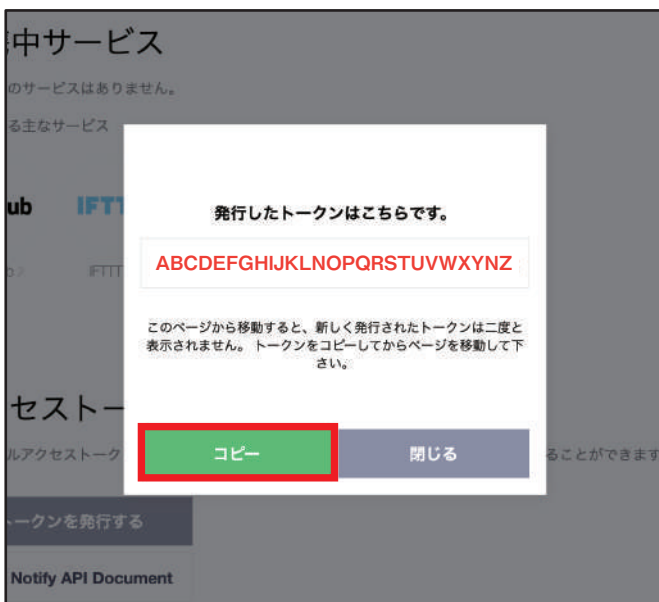 中サービス
のサービスはありません。
る主なサービス
ub
IFTT
IFTTT
発行したトークンはこちらです。
ABCDEFGHIJKLNOPQRSTUVWXYNZ
このページから移動すると、新しく発行されたトークンは二度と
表示されません。 トークンをコピーしてからページを移動して下
さい。
セストー
コピー
閉じる
ルアクセストーク
ることができます
ークンを発行する
Notify API Document